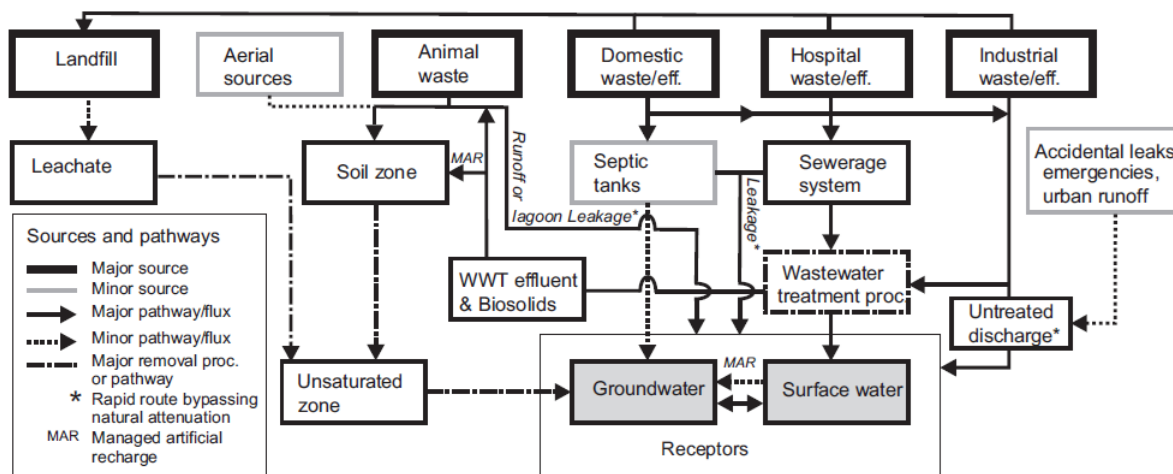 Landfill
Aerial
sources
Animal
waste
Domestic
waste/eff.
Hospital
waste/eff.
Industrial
waste/eff.
Leachate
Soil zone
MAR
Runoff or
lagoon Leakage*
Septic
tanks
Leakage*
Sewerage
system
Accidental leaks
emergencies,
urban runoff
Sources and pathways
Major source
Minor source
Major pathway/flux
Minor pathway/flux
Major removal proc.
or pathway
* Rapid route bypassing
natural attenuation
MAR Managed artificial
recharge
WWT effluent
& Biosolids
Wastewater
treatment proc.
Untreated
discharge*
Unsaturated
zone
Groundwater
MAR
Surface water
Receptors